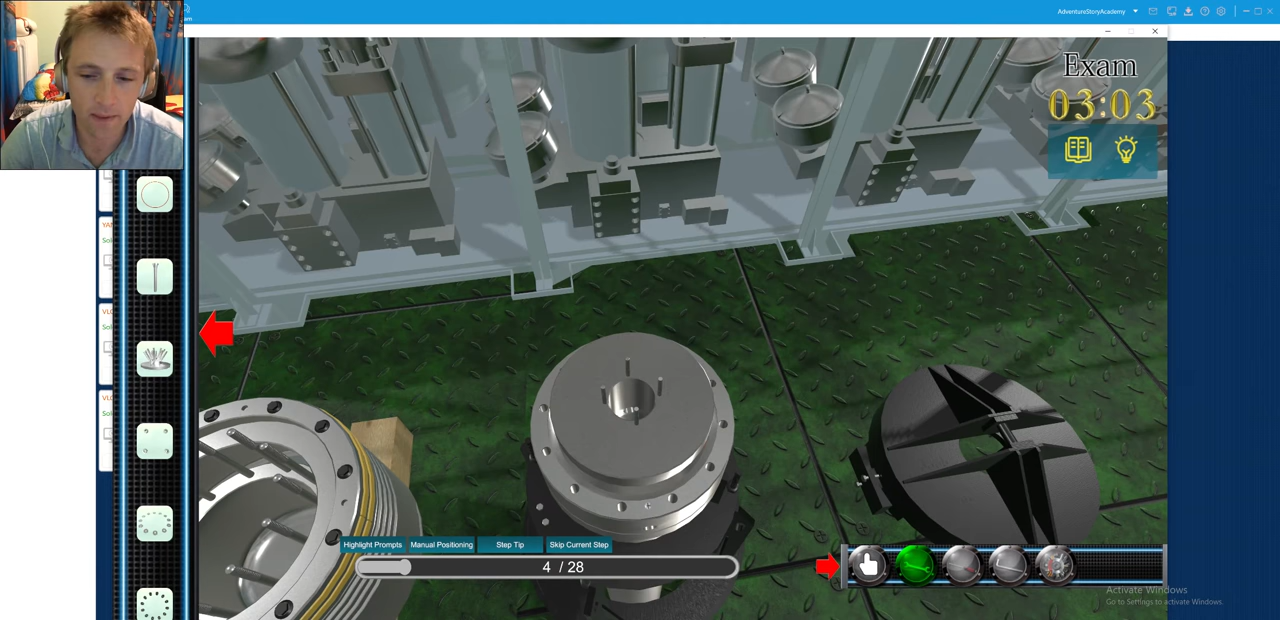 AdventureStoryAcademy
Exam
03:03
Highlight Prompts
Manual Positioning
Step Tip
Skip Current Step
4 / 28
Activate Windows
Go to Settings to activate Windows.